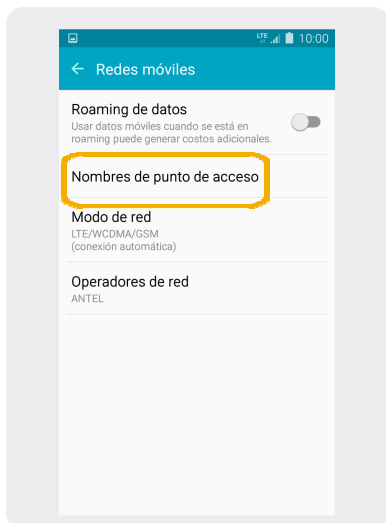 LTE 10:00
Redes móviles
Roaming de datos
Usar datos móviles cuando se está en
roaming puede generar costos adicionales.
Nombres de punto de acceso
Modo de red
LTE/WCDMA/GSM
(conexión automática)
Operadores de red
ANTEL